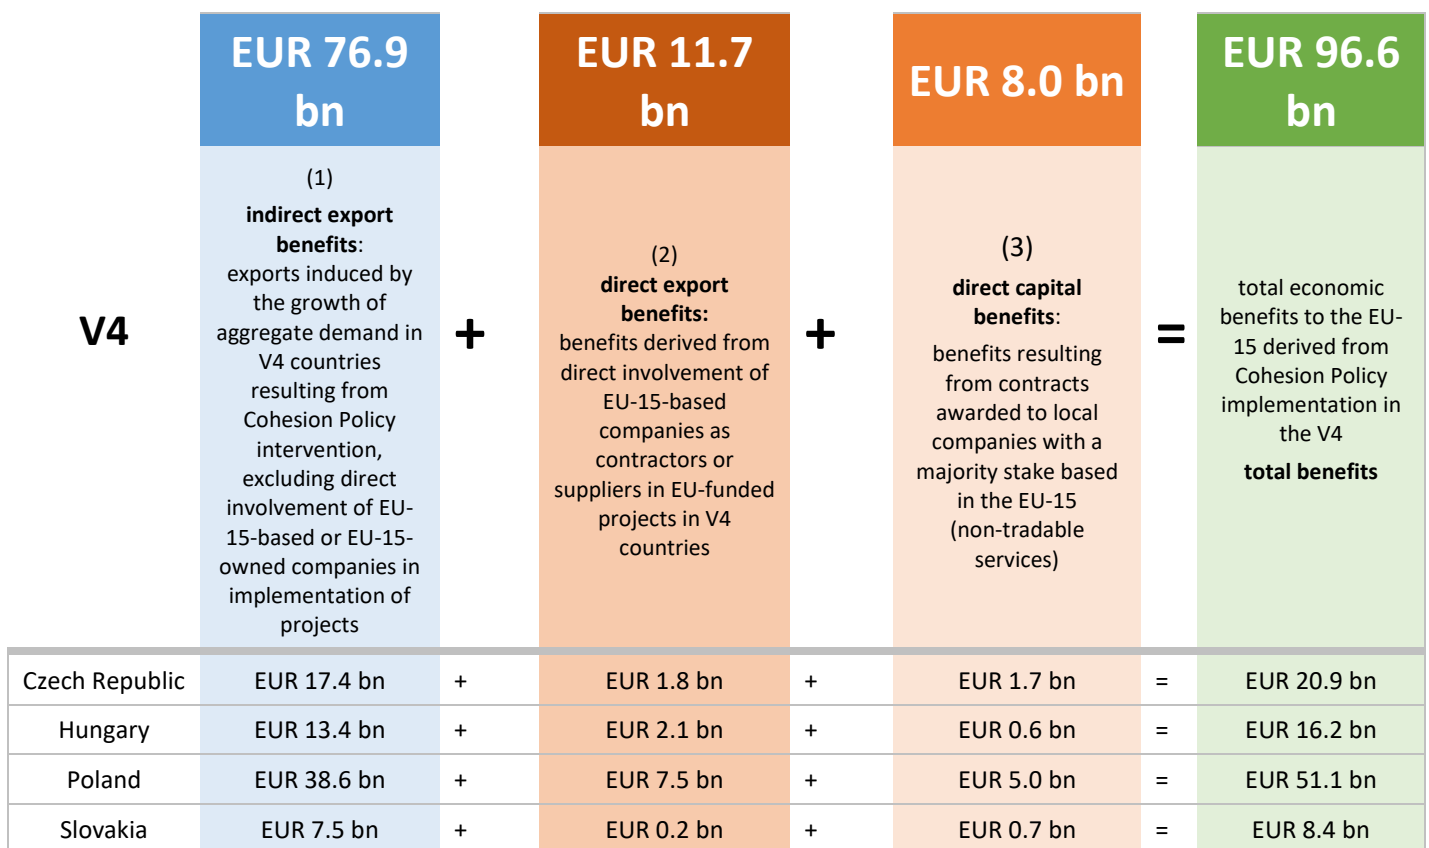 EUR 76.9
bn
EUR 11.7
bn
EUR 8.0 bn
EUR 96.6
bn
V4
(1)
indirect export
benefits:
exports induced by
the growth of
aggregate demand in
V4 countries
resulting from
Cohesion Policy
intervention,
excluding direct
involvement of EU-
15-based or EU-15-
owned companies in
implementation of
projects
+
(2)
direct export
benefits:
benefits derived from
direct involvement of
EU-15-based
companies as
contractors or
suppliers in EU-funded
projects in V4
countries
+
(3)
direct capital
benefits:
benefits resulting
from contracts
awarded to local
companies with a
majority stake based
in the EU-15
(non-tradable
services)
=
total economic
benefits to the EU-
15 derived from
Cohesion Policy
implementation in
the V4
total benefits
Czech Republic EUR 17.4 bn + EUR 1.8 bn + EUR 1.7 bn = EUR 20.9 bn
Hungary EUR 13.4 bn + EUR 2.1 bn + EUR 0.6 bn = EUR 16.2 bn
Poland EUR 38.6 bn + EUR 7.5 bn + EUR 5.0 bn = EUR 51.1 bn
Slovakia EUR 7.5 bn + EUR 0.2 bn + EUR 0.7 bn = EUR 8.4 bn